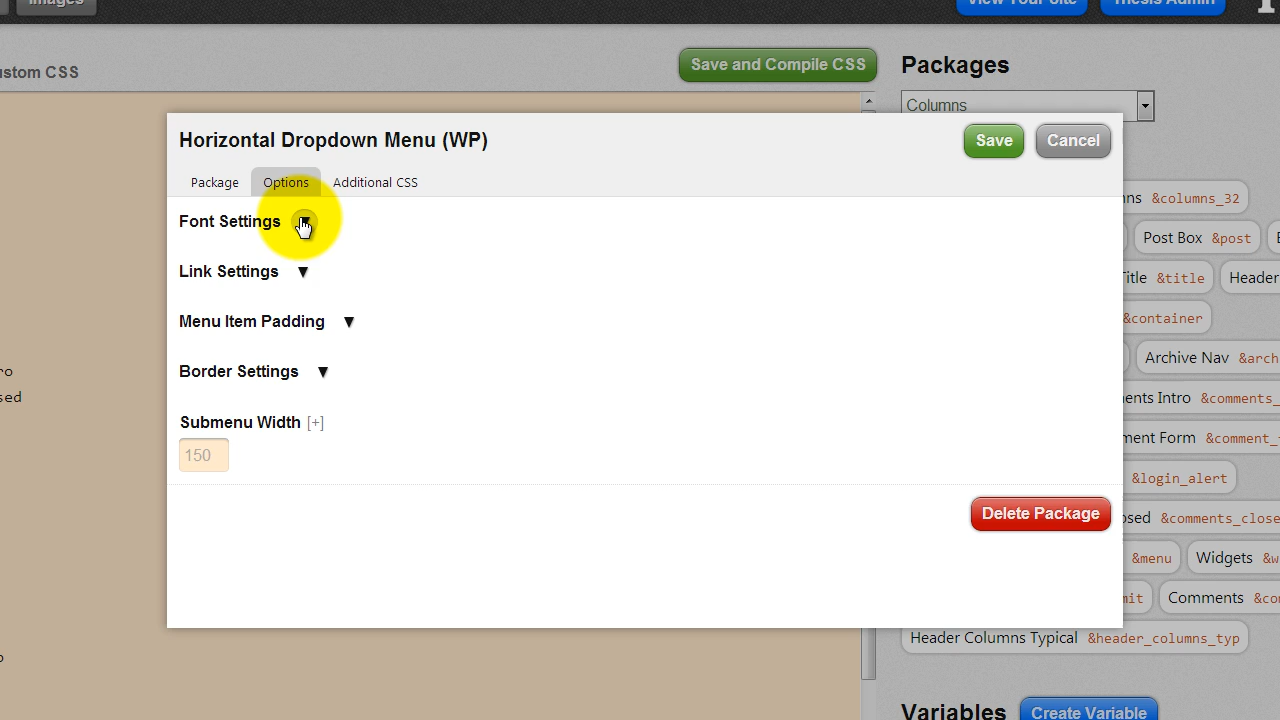 Images
View Your Site
Thesis Admin
ustom CSS
Save and Compile CSS
Packages
Columns
Horizontal Dropdown Menu (WP)
Save
Cancel
Package
Options
Additional CSS
Font Settings ▼
Link Settings ▼
Menu Item Padding ▼
Border Settings ▼
Submenu Width [+]
150
Delete Package
ro
sed
o
ns &columns_32
Post Box &post
itle &title
Header
&container
Archive Nav &arch
ents Intro &comments_
ment Form &comment_
&login_alert
osed &comments_close
&menu
Widgets &w
mit
Comments &co
Header Columns Typical &header_columns_typ
Variables
Create Variable